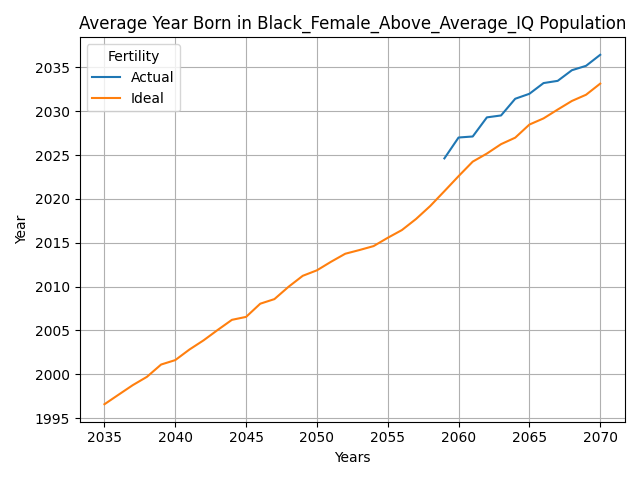 Average Year Born in Black_Female_Above_Average_IQ Population
Fertility
Actual
Ideal
Year
2035
2030
2025
2020
2015
2010
2005
2000
1995
2035 2040 2045 2050 2055 2060 2065 2070
Years